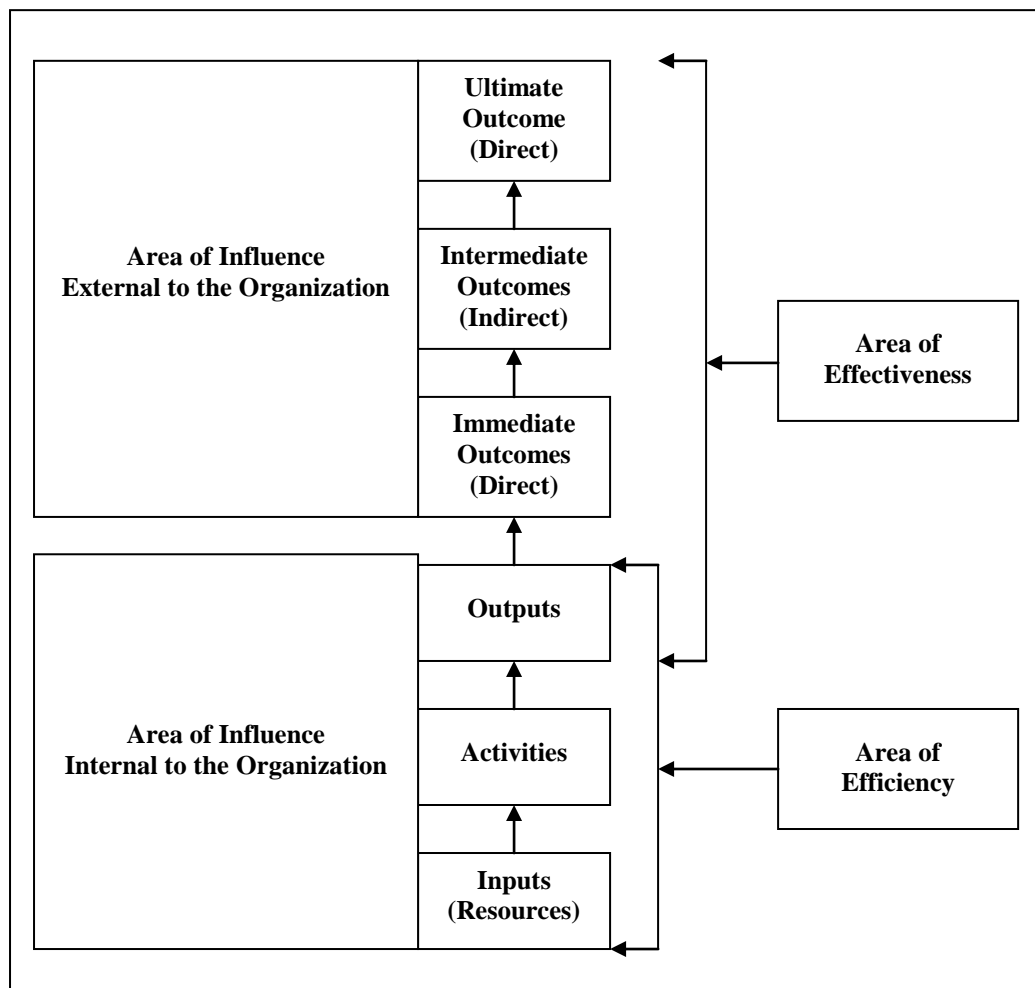 Ultimate
Outcome
(Direct)
Area of Influence
External to the Organization
Intermediate
Outcomes
(Indirect)
Area of
Effectiveness
Immediate
Outcomes
(Direct)
Outputs
Area of Influence
Internal to the Organization
Activities
Area of
Efficiency
Inputs
(Resources)